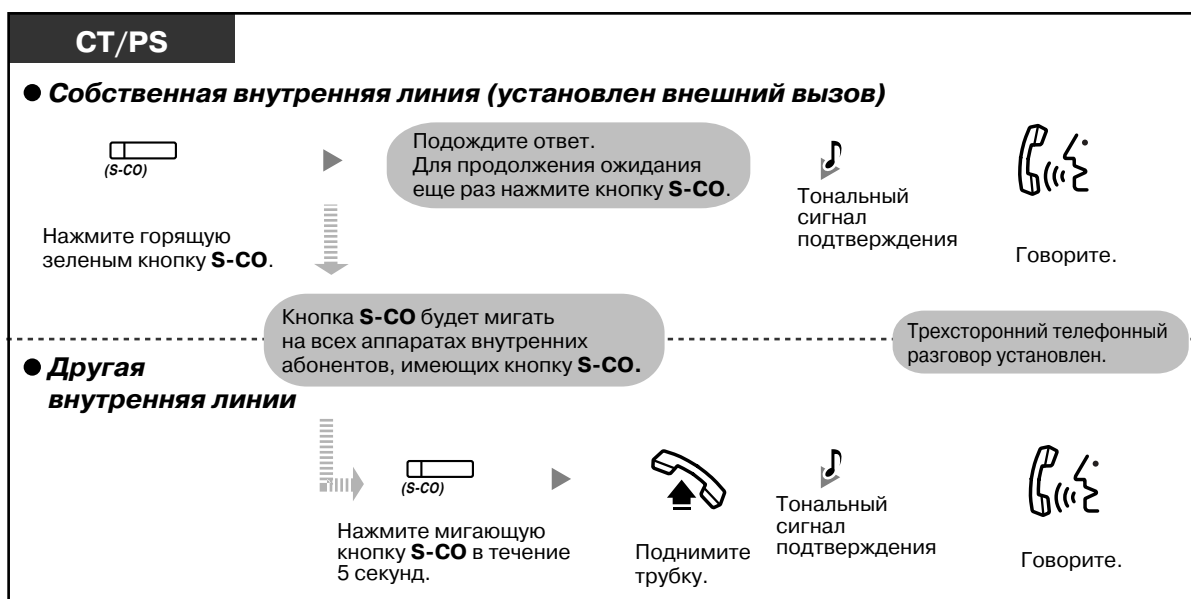 CT/PS
● Собственная внутренняя линия (установлен внешний вызов)
(S-CO)
Нажмите горящую
зеленым кнопку S-CO.
Подождите ответ.
Для продолжения ожидания
еще раз нажмите кнопку S-CO.
Тональный
сигнал
подтверждения
Говорите.
Кнопка S-CO будет мигать
на всех аппаратах внутренних
абонентов, имеющих кнопку S-CO.
Трехсторонний телефонный
разговор установлен.
● Другая
внутренняя линии
(S-CO)
Нажмите мигающую
кнопку S-CO в течение
5 секунд.
Поднимите
трубку.
Тональный
сигнал
подтверждения
Говорите.